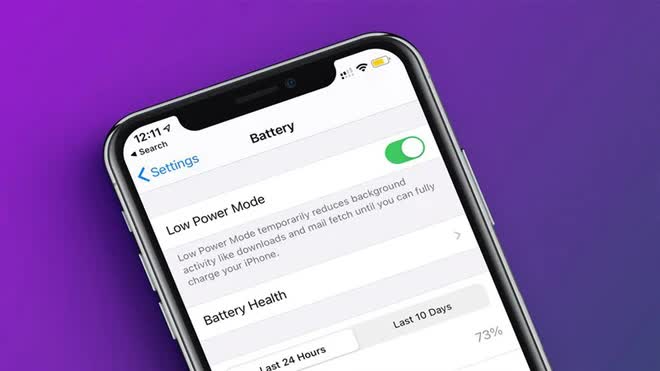 12:11
Search
Settings
Battery
Low Power Mode
Low Power Mode temporarily reduces background
activity like downloads and mail fetch until you can fully
charge your iPhone.
Battery Health
Last 24 Hours
Last 10 Days
73%